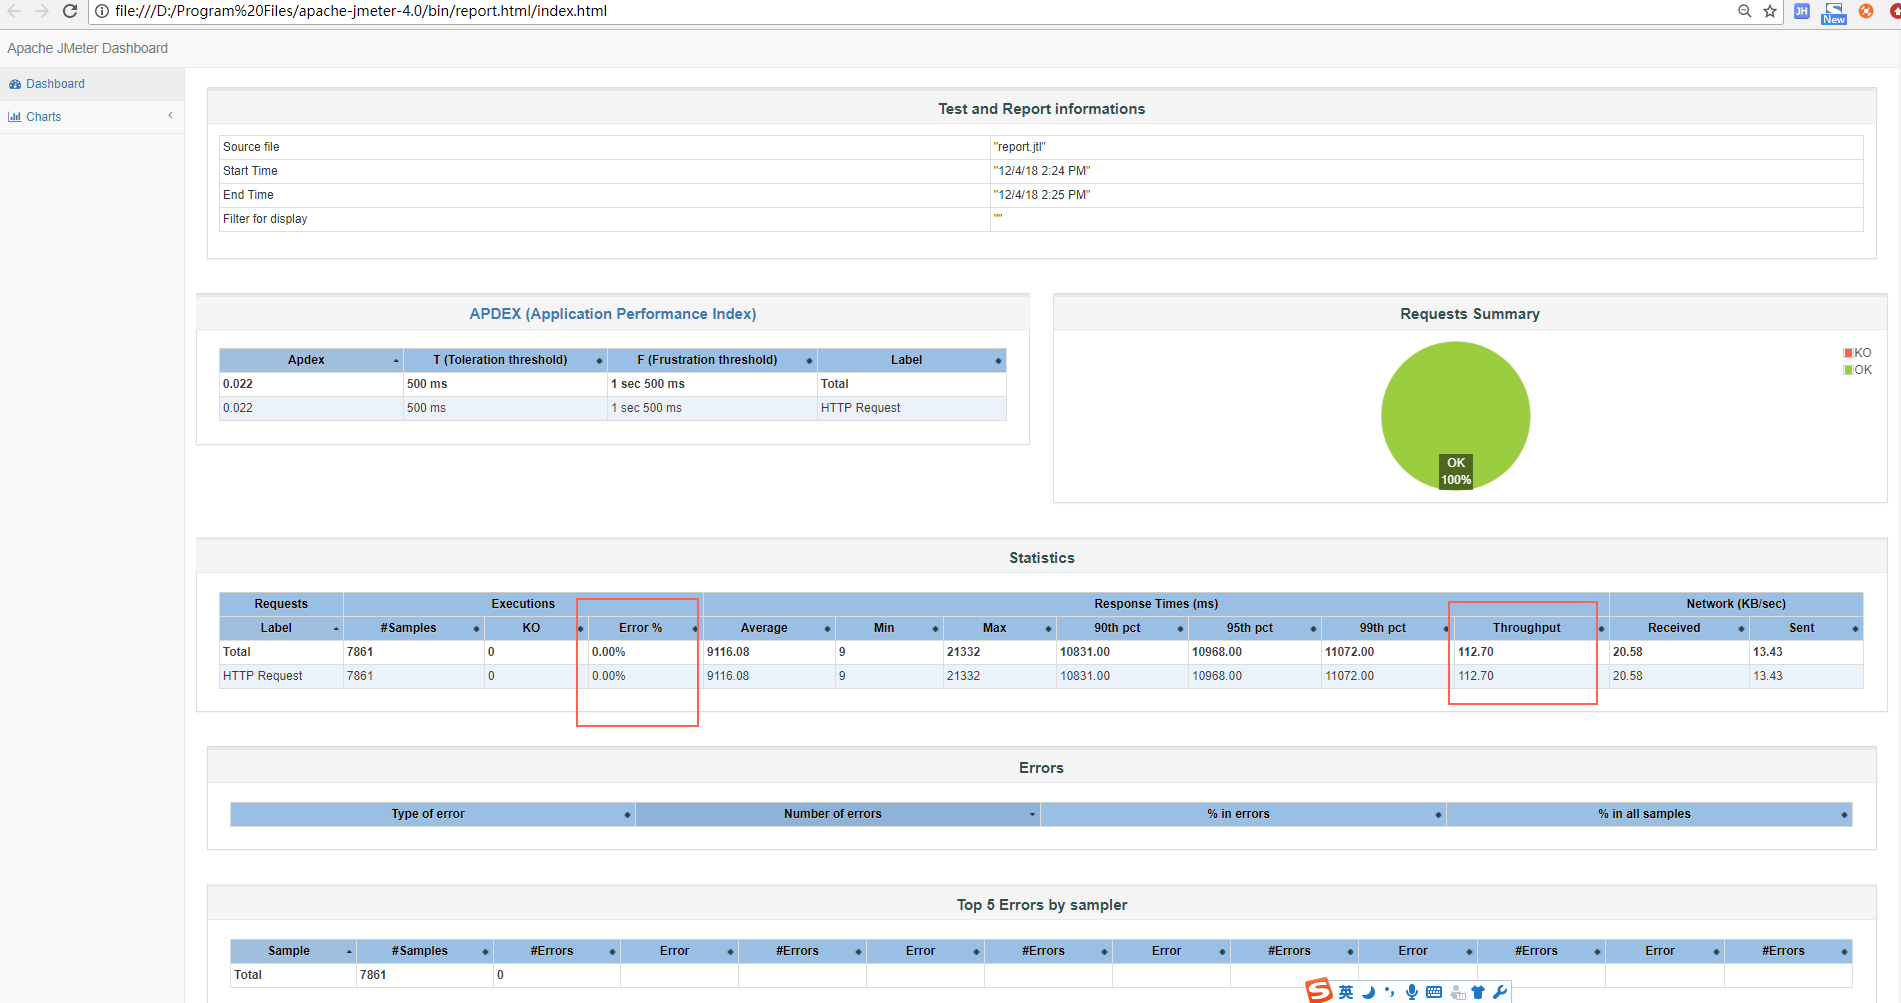 file:///D:/Program%20Files/apache-jmeter-4.0/bin/report.html/index.html
JH
New
Apache JMeter Dashboard
Dashboard
Charts
Test and Report informations
Source file "report.jtl"
Start Time "12/4/18 2:24 PM"
End Time "12/4/18 2:25 PM"
Filter for display ""
APDEX (Application Performance Index)
Apdex T (Toleration threshold) F (Frustration threshold) Label
0.022 500 ms 1 sec 500 ms Total
0.022 500 ms 1 sec 500 ms HTTP Request
Requests Summary
KO
OK
OK
100%
Statistics
Requests Executions Response Times (ms) Network (KB/sec)
Label #Samples KO Error % Average Min Max 90th pct 95th pct 99th pct Throughput Received Sent
Total 7861 0 0.00% 9116.08 9 21332 10831.00 10968.00 11072.00 112.70 20.58 13.43
HTTP Request 7861 0 0.00% 9116.08 9 21332 10831.00 10968.00 11072.00 112.70 20.58 13.43
Errors
Type of error Number of errors % in errors % in all samples
Top 5 Errors by sampler
Sample #Samples #Errors Error #Errors Error #Errors Error #Errors Error #Errors Error #Errors
Total 7861 0
S 英